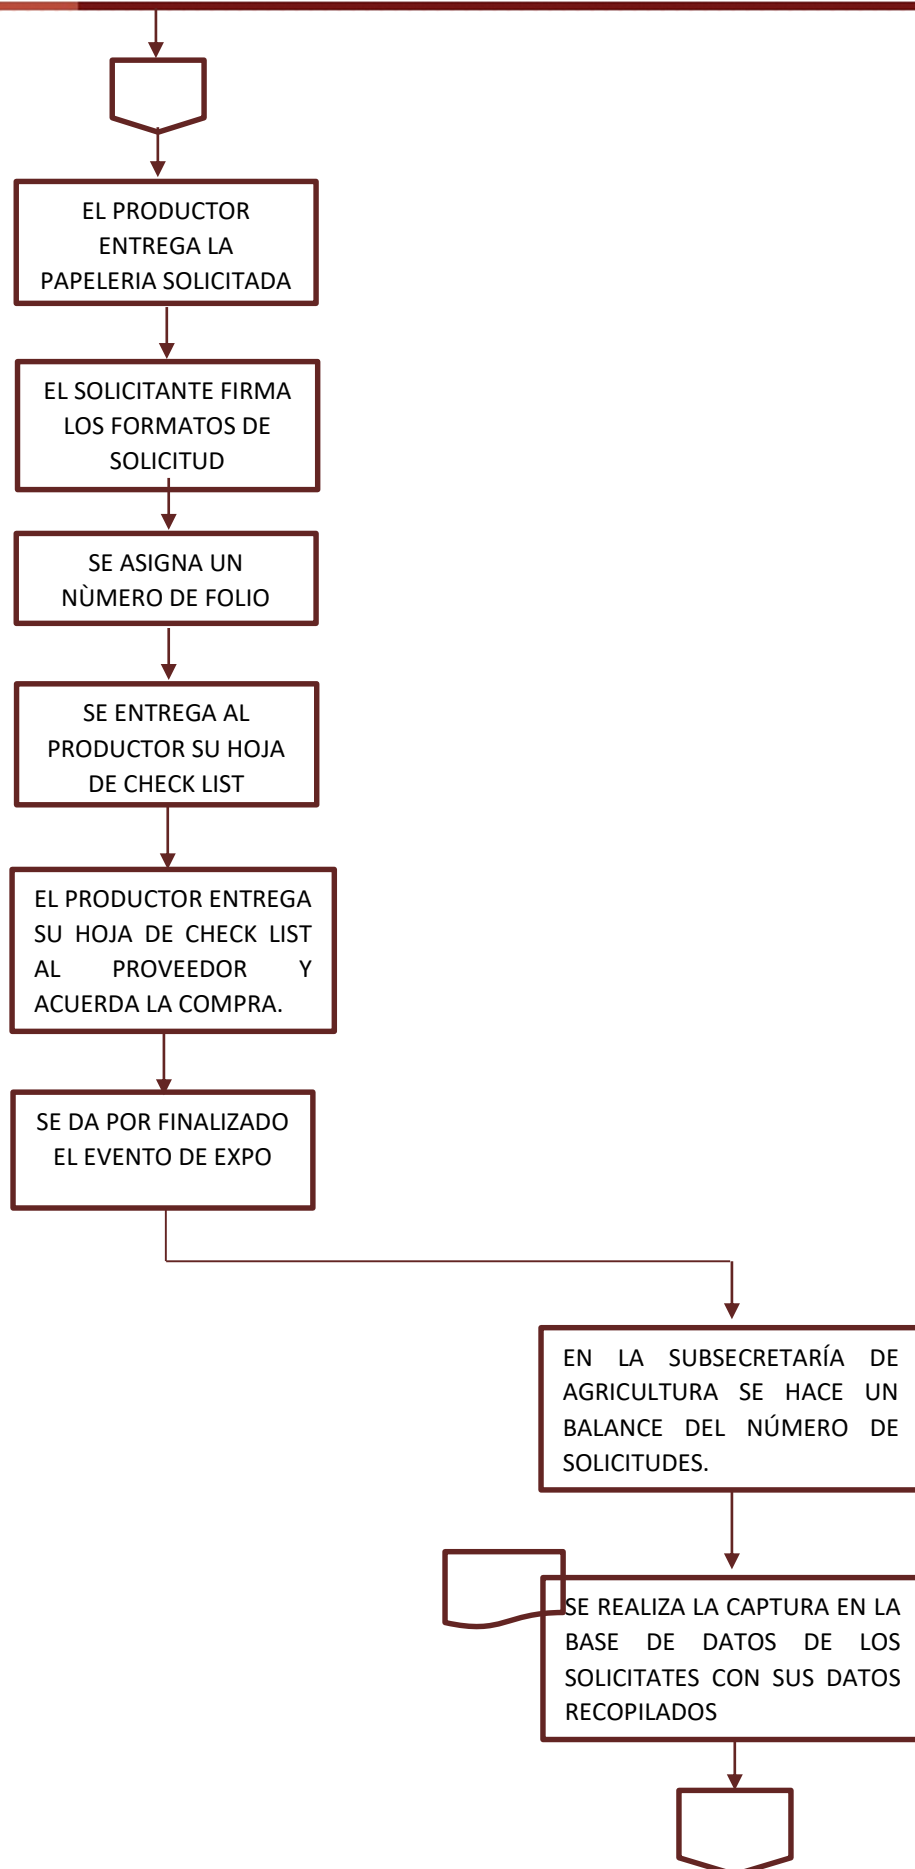 EL PRODUCTOR
ENTREGA LA
PAPELERIA SOLICITADA
EL SOLICITANTE FIRMA
LOS FORMATOS DE
SOLICITUD
SE ASIGNA UN
NÙMERO DE FOLIO
SE ENTREGA AL
PRODUCTOR SU HOJA
DE CHECK LIST
EL PRODUCTOR ENTREGA
SU HOJA DE CHECK LIST
AL PROVEEDOR Y
ACUERDA LA COMPRA.
SE DA POR FINALIZADO
EL EVENTO DE EXPO
EN LA SUBSECRETARÍA DE
AGRICULTURA SE HACE UN
BALANCE DEL NÚMERO DE
SOLICITUDES.
SE REALIZA LA CAPTURA EN LA
BASE DE DATOS DE LOS
SOLICITATES CON SUS DATOS
RECOPILADOS